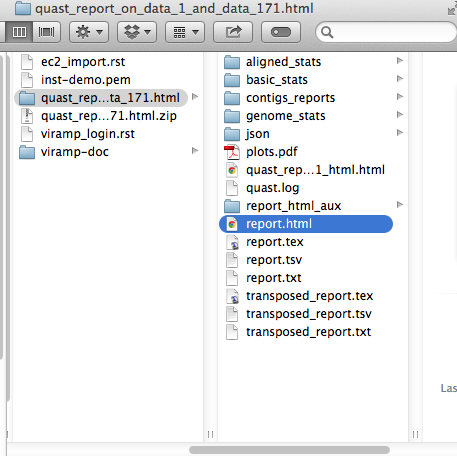 quast_report_on_data_1_and_data_171.html
ec2_import.rst
inst-demo.pem
quast_rep...ta_171.html
quast_rep...71.html.zip
viramp_login.rst
viramp-doc
aligned_stats
basic_stats
contigs_reports
genome_stats
json
plots.pdf
quast_rep...1_html.html
quast.log
report_html_aux
report.html
report.tex
report.tsv
report.txt
transposed_report.tex
transposed_report.tsv
transposed_report.txt
Las